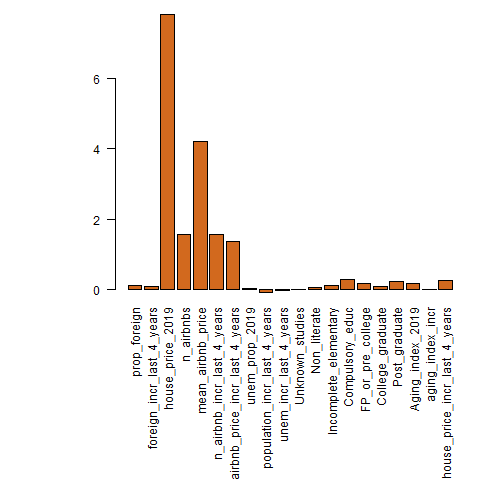 6
4
2
0
prop_foreign
foreign_incr_last_4_years
house_price_2019
n_airbnbs
mean_airbnb_price
n_airbnb_incr_last_4_years
airbnb_price_incr_last_4_years
unem_prop_2019
population_incr_last_4_years
unem_incr_last_4_years
Unknown_studies
Non_literate
Incomplete_elementary
Compulsory_educ
FP_or_pre_college
College_graduate
Post_graduate
Aging_index_2019
aging_index_incr
house_price_incr_last_4_years